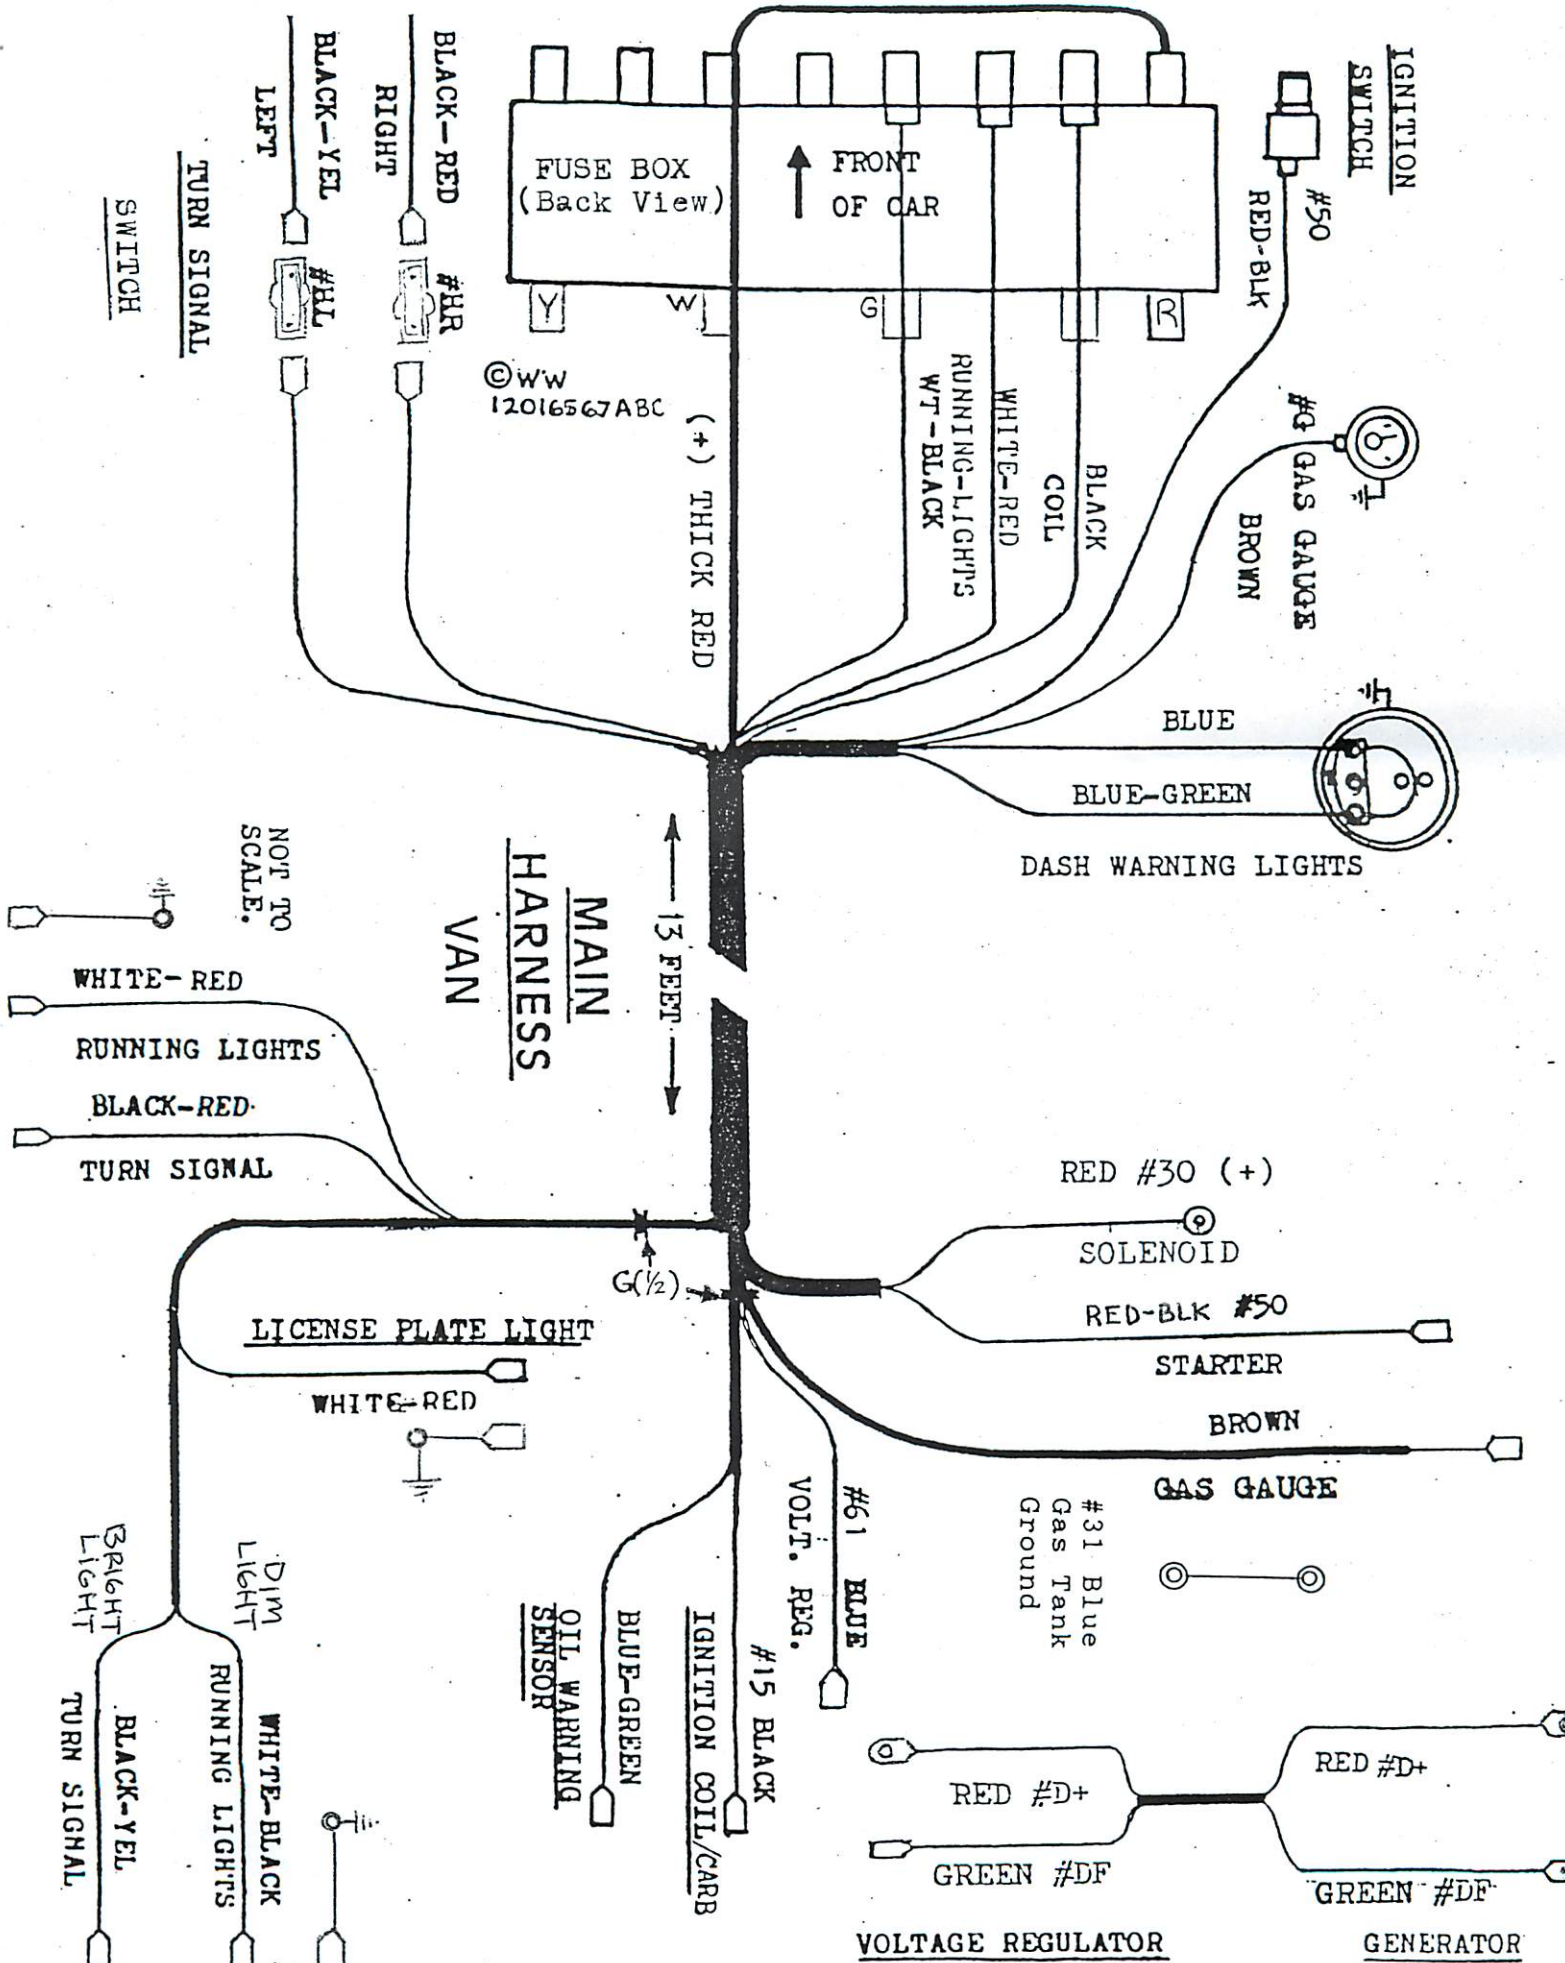 IGNITION
SWITCH
#50
RED-BLK
BLACK-RED
RIGHT
BLACK-YEL
LEFT
TURN SIGNAL
SWITCH
#HR
#HL
FUSE BOX
(Back View)
FRONT
OF CAR
Y
W
G
R
©WW
12016567ABC
(+) THICK RED
RUNNING-LIGHTS
WT-BLACK
WHITE-RED
BLACK
COIL
#G GAS GAUGE
BROWN
BLUE
BLUE-GREEN
DASH WARNING LIGHTS
NOT TO
SCALE.
MAIN
HARNESS
VAN
13 FEET
WHITE-RED
RUNNING LIGHTS
BLACK-RED
TURN SIGNAL
RED #30 (+)
SOLENOID
G(½)
RED-BLK #50
STARTER
LICENSE PLATE LIGHT
WHITE-RED
BROWN
GAS GAUGE
#61 BLUE
VOLT. REG.
#31 Blue
Gas Tank
Ground
DIM
LIGHT
BRIGHT
LIGHT
WHITE-BLACK
RUNNING LIGHTS
BLACK-YEL
TURN SIGNAL
BLUE-GREEN
OIL WARNING
SENSOR
#15 BLACK
IGNITION COIL/CARB
RED #D+
GREEN #DF
RED #D+
GREEN #DF
VOLTAGE REGULATOR
GENERATOR